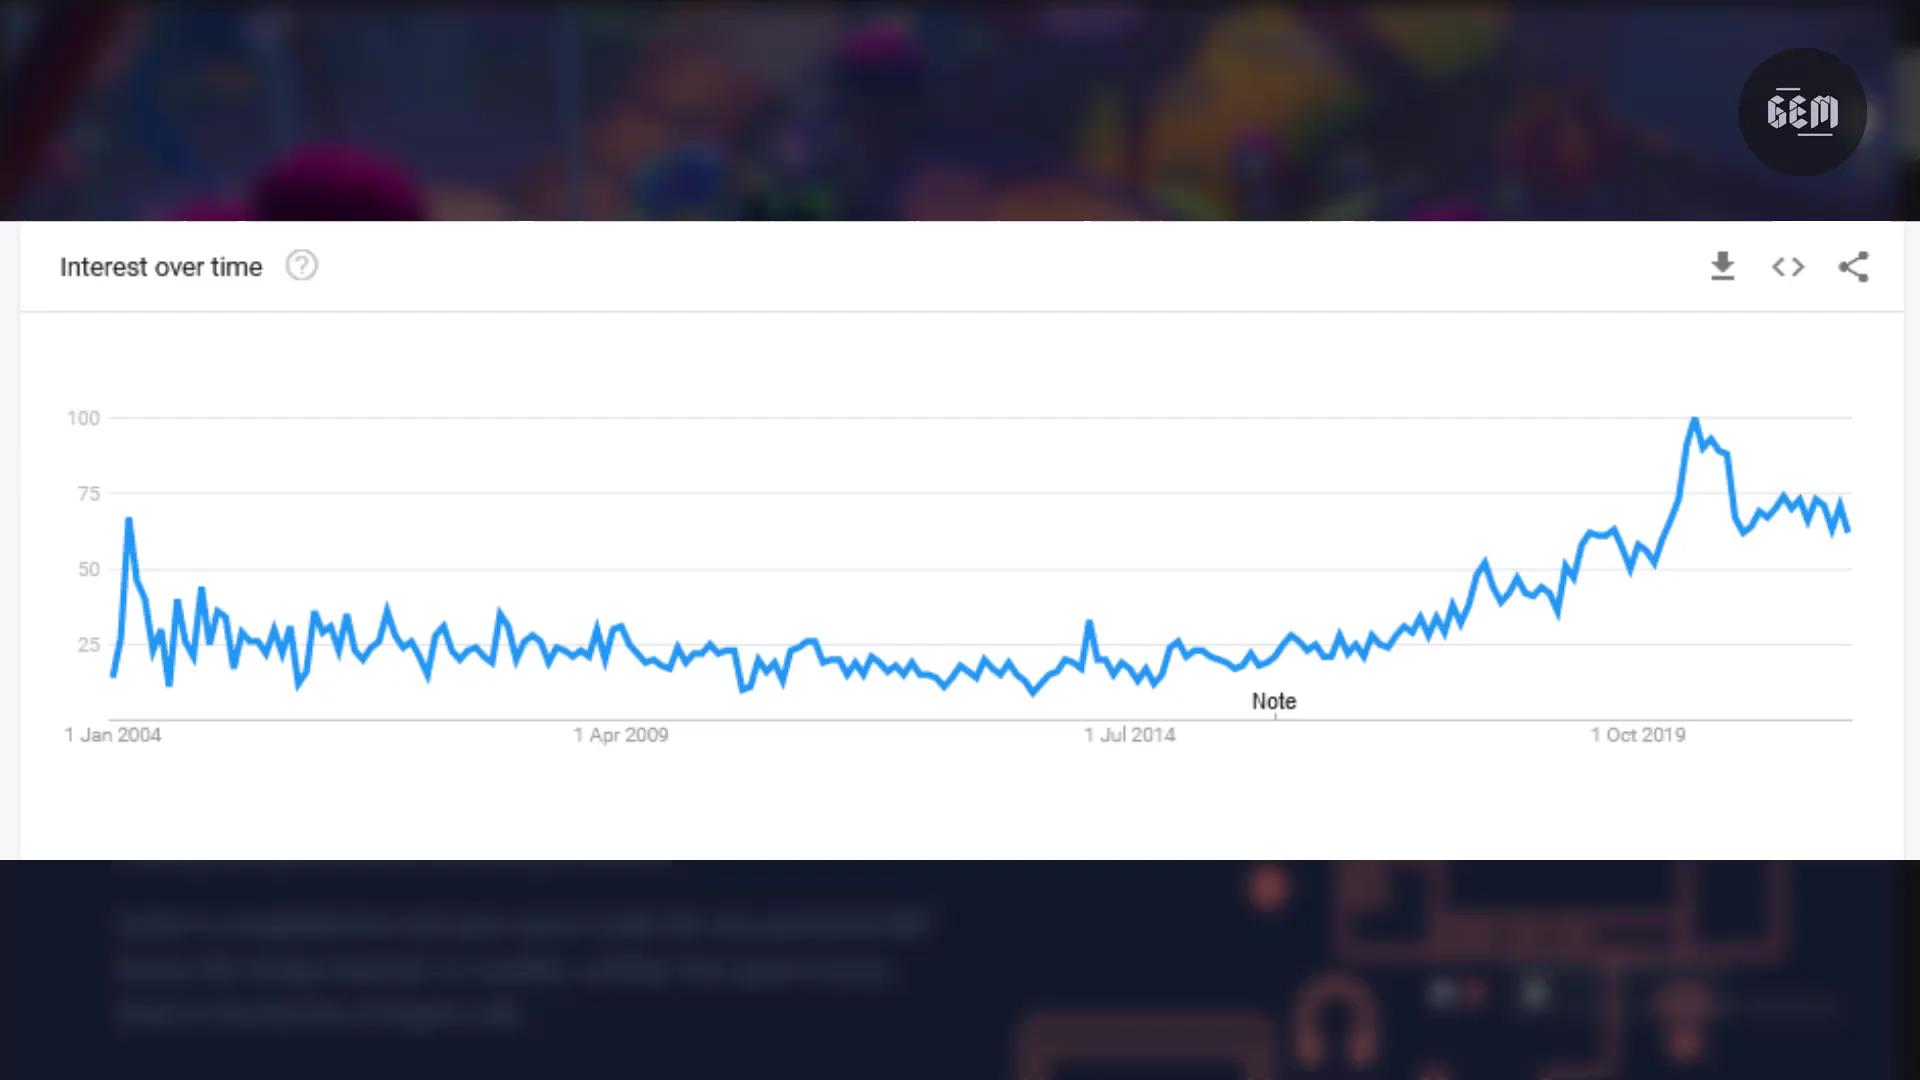 GEM
Interest over time ?
100
75
50
25
Note
1 Jan 2004 1 Apr 2009 1 Jul 2014 1 Oct 2019